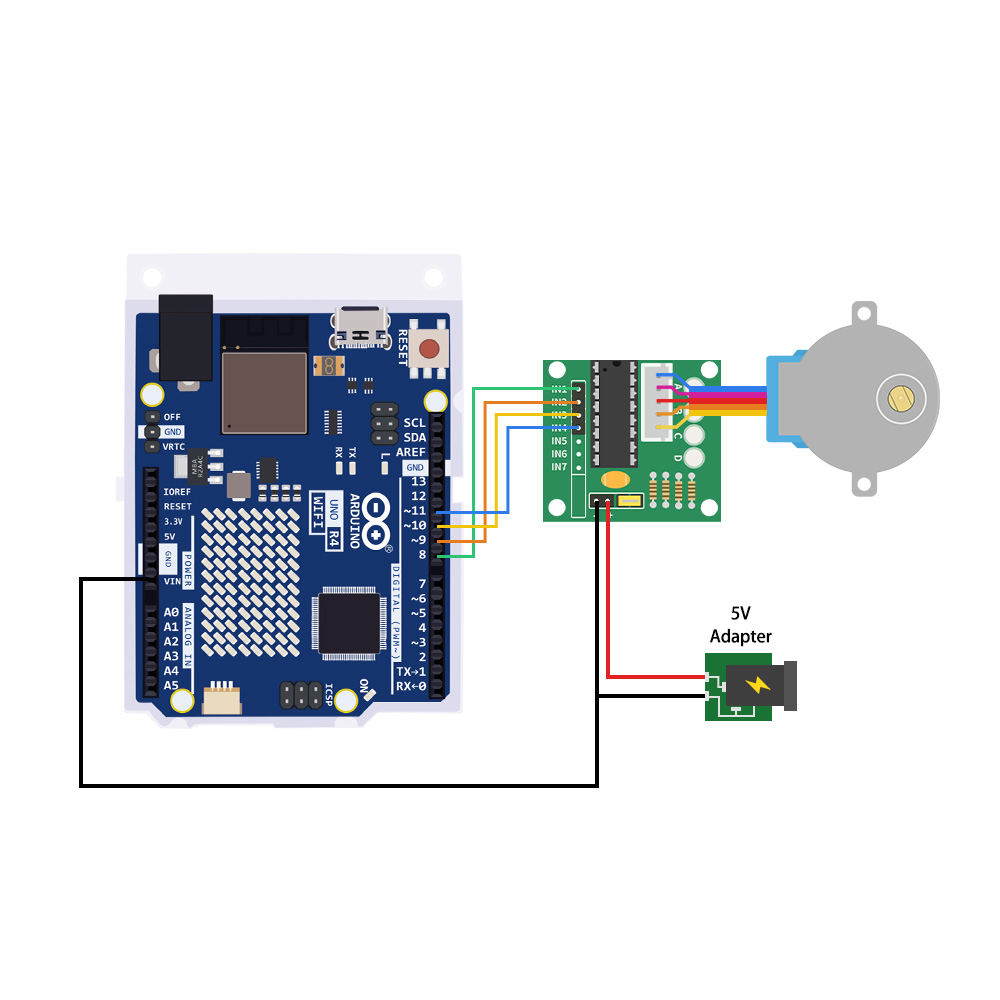 RESET
OFF
GND
VRTC
SCL
SDA
AREF
GND
13
12
~11
~10
~9
8
7
~6
~5
4
~3
2
TX→1
RX←0
IOREF
RESET
3.3V
5V
GND
VIN
POWER
A0
A1
A2
A3
A4
A5
ANALOG IN
RX
TX
L
UNO R4
WIFI
ARDUINO
DIGITAL (PWM~)
ICSP
ON
IN1
IN2
IN3
IN4
IN5
IN6
IN7
A
B
C
D
5V
Adapter